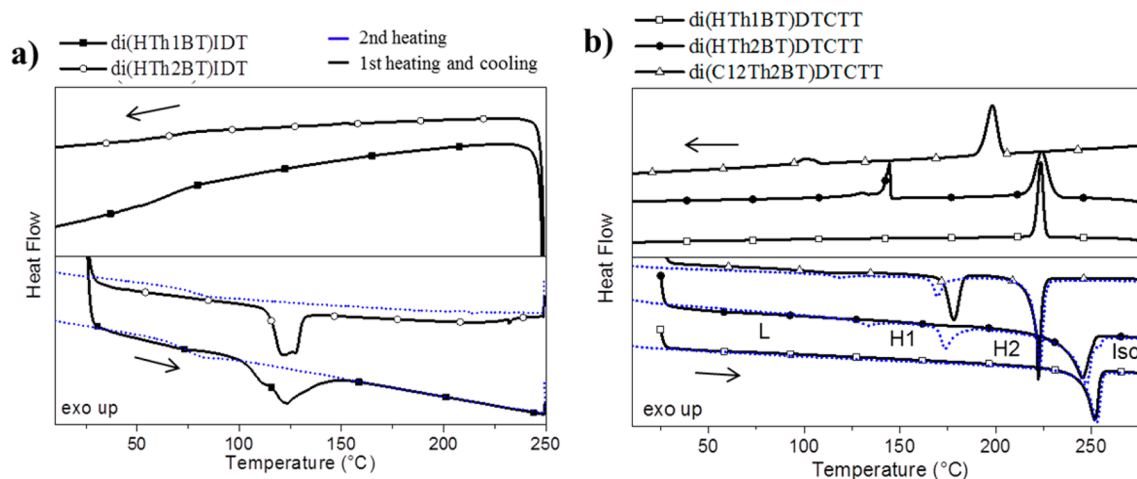 a)
di(HTh1BT)IDT
di(HTh2BT)IDT
2nd heating
1st heating and cooling
Heat Flow
exo up
50 100 150 200 250
Temperature (°C)
b)
di(HTh1BT)DTCTT
di(HTh2BT)DTCTT
di(C12Th2BT)DTCTT
Heat Flow
L H1 H2 Iso
exo up
50 100 150 200 250
Temperature (°C)